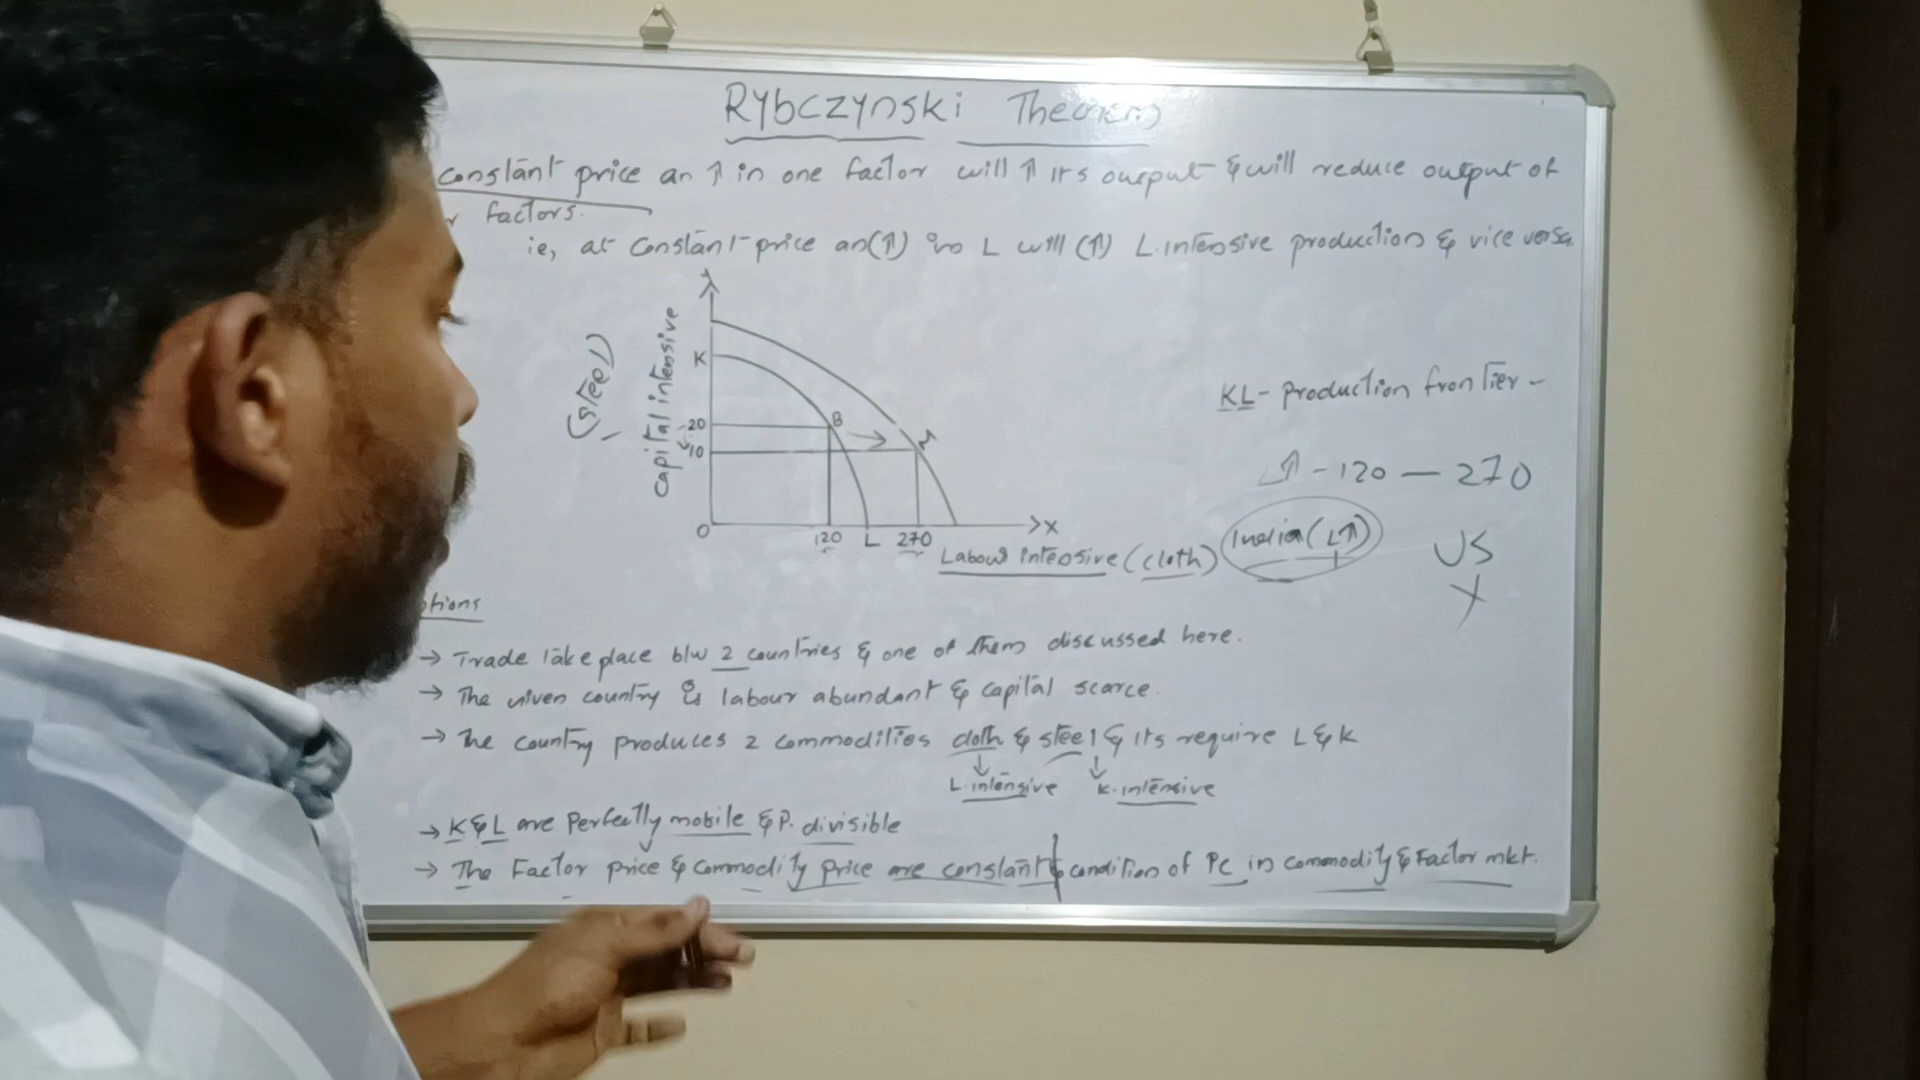 Rybczynski Theorem
constant price an ↑ in one factor will ↑ its output & will reduce output of
r factors.
ie, at constant price an (↑) in L will (↑) L.intensive production & vice versa
(steel)
Capital intensive
Y
K
20
10
B
O
120 L 270
X
Labour intensive (cloth)
KL - Production frontier -
L↑ - 120 — 270
India (L↑)
US
X
ptions
→ Trade take place b/w 2 countries & one of them discussed here.
→ The given country is labour abundant & capital scarce.
→ The country produces 2 commodities cloth & steel & its require L & K
L.intensive K.intensive
→ K & L are Perfectly mobile & P. divisible
→ The Factor price & commodity price are constant & condition of PC in commodity & Factor mkt.